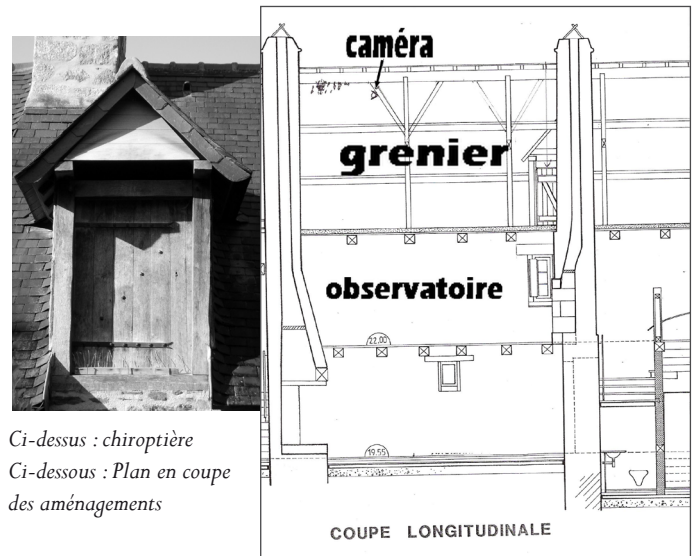 caméra
grenier
observatoire
22,00
19.55
Ci-dessus : chiroptière
Ci-dessous : Plan en coupe
des aménagements
COUPE LONGITUDINALE